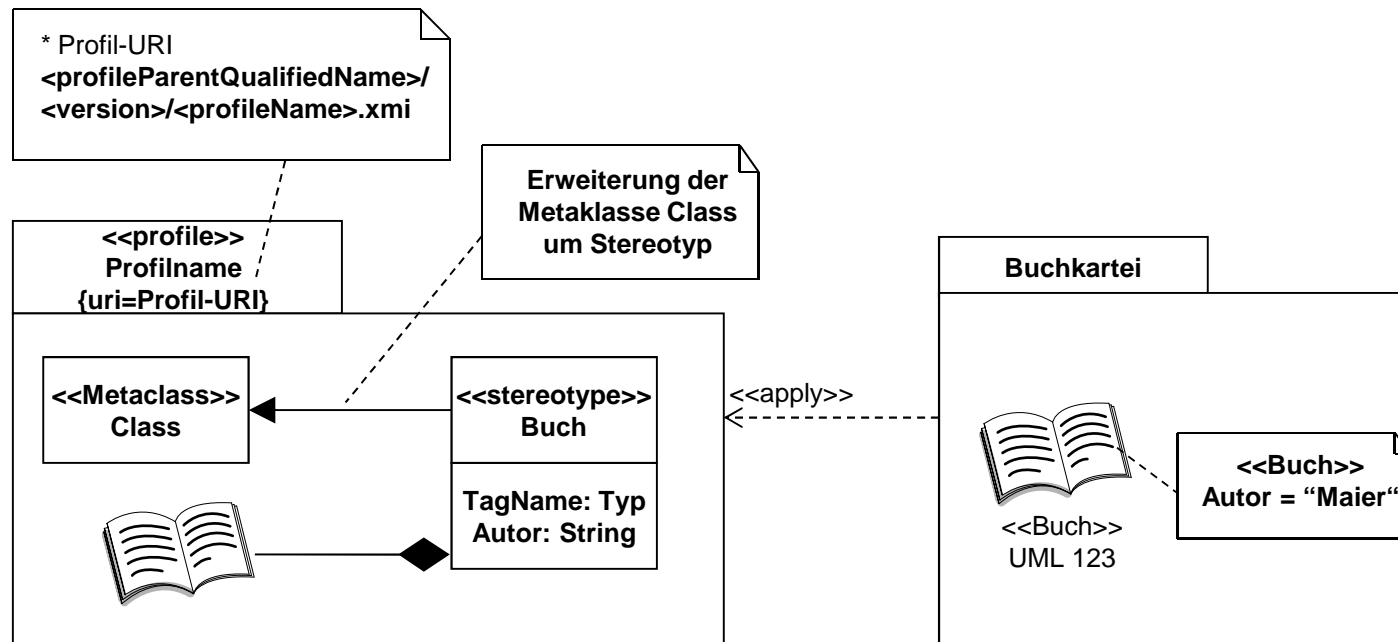 * Profil-URI
<profileParentQualifiedName>/
<version>/<profileName>.xmi
Erweiterung der
Metaklasse Class
um Stereotyp
<<profile>>
Profilname
{uri=Profil-URI}
<<Metaclass>>
Class
<<stereotype>>
Buch
TagName: Typ
Autor: String
<<apply>>
Buchkartei
<<Buch>>
UML 123
<<Buch>>
Autor = “Maier“